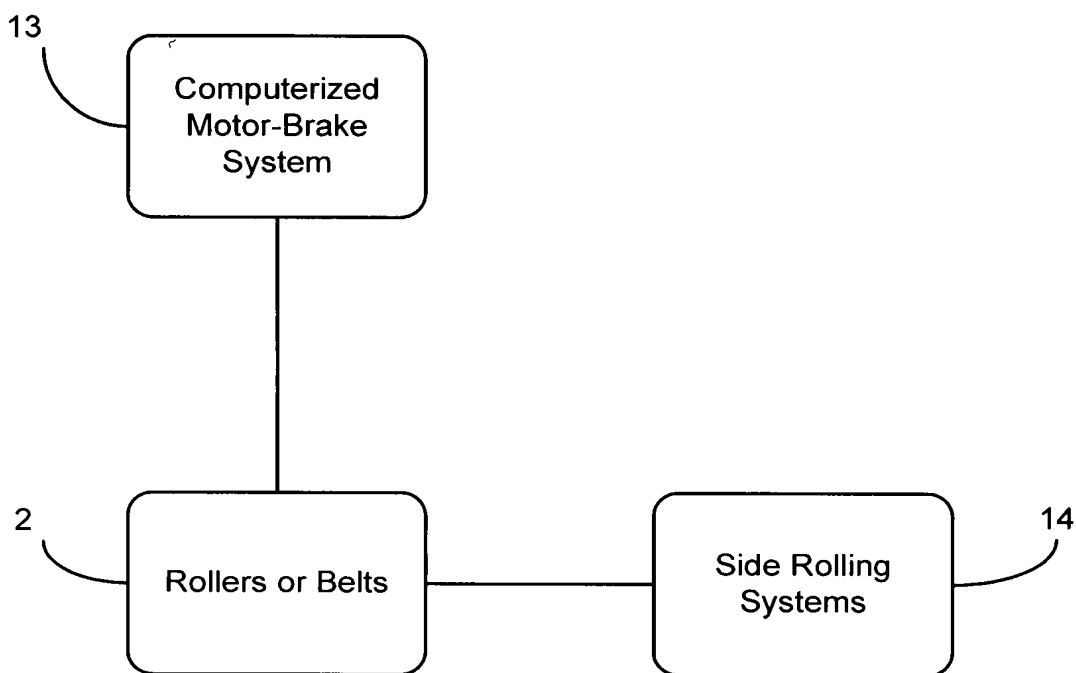 13
Computerized
Motor-Brake
System
2
Rollers or Belts
Side Rolling
Systems
14